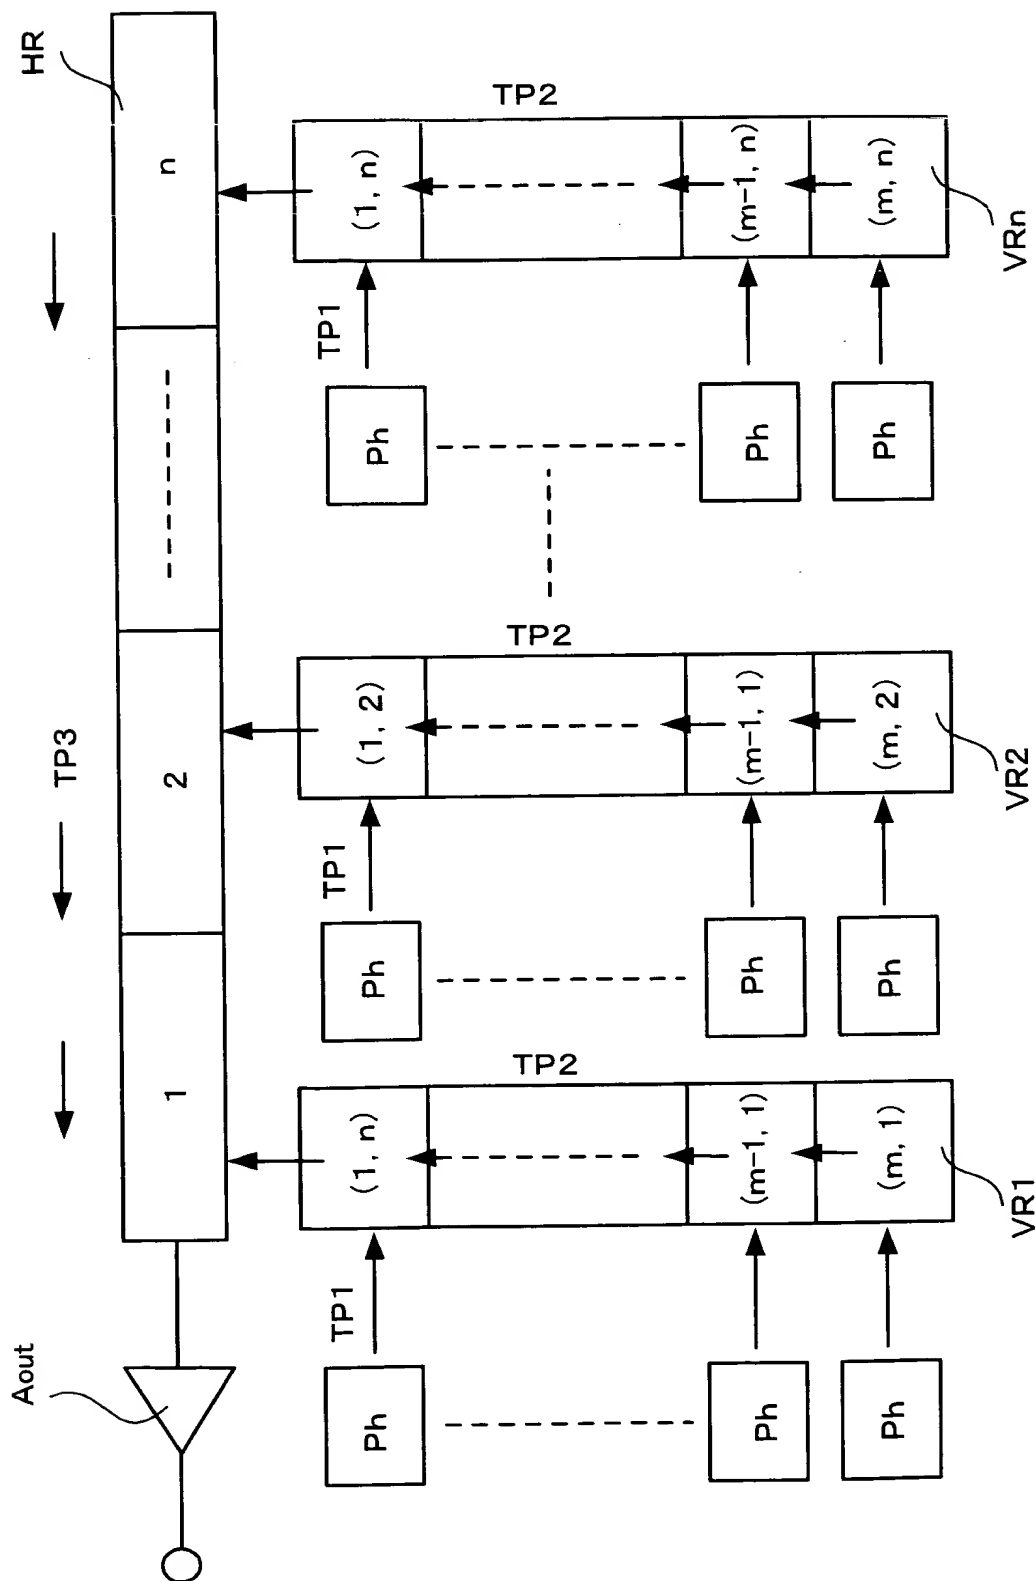 HR
n
TP2
(1, n)
(m-1, n)
(m, n)
VRn
TP1
Ph
Ph
Ph
TP3
2
TP2
(1, 2)
(m-1, 1)
(m, 2)
VR2
TP1
Ph
Ph
Ph
1
TP2
(1, n)
(m-1, 1)
(m, 1)
VR1
TP1
Ph
Ph
Ph
Aout